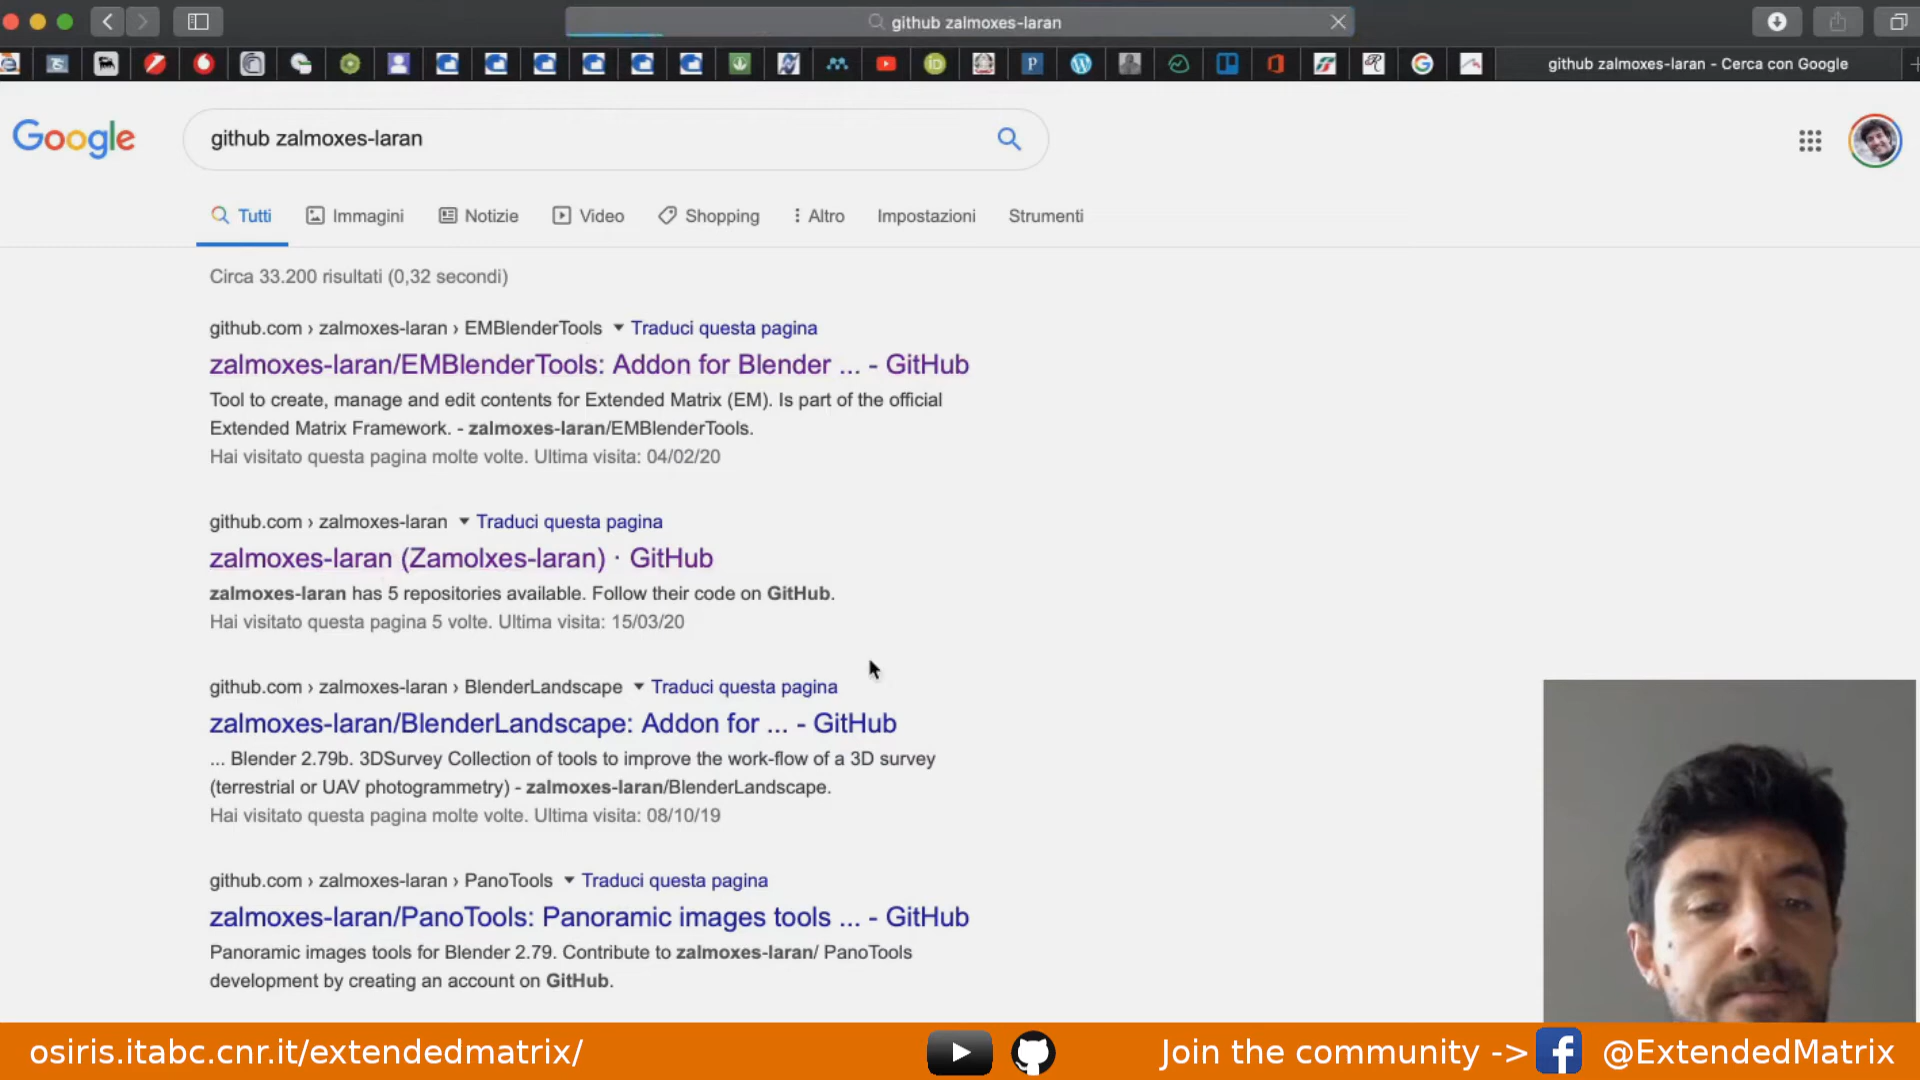 github zalmoxes-laran
github zalmoxes-laran - Cerca con Google
Google
github zalmoxes-laran
Tutti Immagini Notizie Video Shopping Altro Impostazioni Strumenti
Circa 33.200 risultati (0,32 secondi)
github.com › zalmoxes-laran › EMBlenderTools Traduci questa pagina
zalmoxes-laran/EMBlenderTools: Addon for Blender ... - GitHub
Tool to create, manage and edit contents for Extended Matrix (EM). Is part of the official
Extended Matrix Framework. - zalmoxes-laran/EMBlenderTools.
Hai visitato questa pagina molte volte. Ultima visita: 04/02/20
github.com › zalmoxes-laran Traduci questa pagina
zalmoxes-laran (Zamolxes-laran) · GitHub
zalmoxes-laran has 5 repositories available. Follow their code on GitHub.
Hai visitato questa pagina 5 volte. Ultima visita: 15/03/20
github.com › zalmoxes-laran › BlenderLandscape Traduci questa pagina
zalmoxes-laran/BlenderLandscape: Addon for ... - GitHub
... Blender 2.79b. 3DSurvey Collection of tools to improve the work-flow of a 3D survey
(terrestrial or UAV photogrammetry) - zalmoxes-laran/BlenderLandscape.
Hai visitato questa pagina molte volte. Ultima visita: 08/10/19
github.com › zalmoxes-laran › PanoTools Traduci questa pagina
zalmoxes-laran/PanoTools: Panoramic images tools ... - GitHub
Panoramic images tools for Blender 2.79. Contribute to zalmoxes-laran/ PanoTools
development by creating an account on GitHub.
osiris.itabc.cnr.it/extendedmatrix/ Join the community -> @ExtendedMatrix